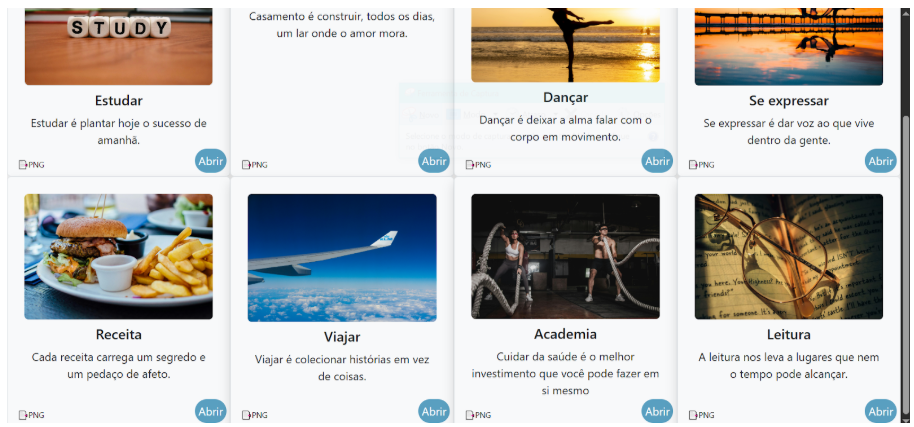 STUDY
Casamento é construir, todos os dias,
um lar onde o amor mora.
Estudar
Dançar
Se expressar
Estudar é plantar hoje o sucesso de
amanhã.
Dançar é deixar a alma falar com o
corpo em movimento.
Se expressar é dar voz ao que vive
dentro da gente.
PNG
Abrir
PNG
Abrir
PNG
Abrir
PNG
Abrir
Receita
Viajar
Academia
Leitura
Cada receita carrega um segredo e
um pedaço de afeto.
Viajar é colecionar histórias em vez
de coisas.
Cuidar da saúde é o melhor
investimento que você pode fazer em
si mesmo
A leitura nos leva a lugares que nem
o tempo pode alcançar.
PNG
Abrir
PNG
Abrir
PNG
Abrir
PNG
Abrir